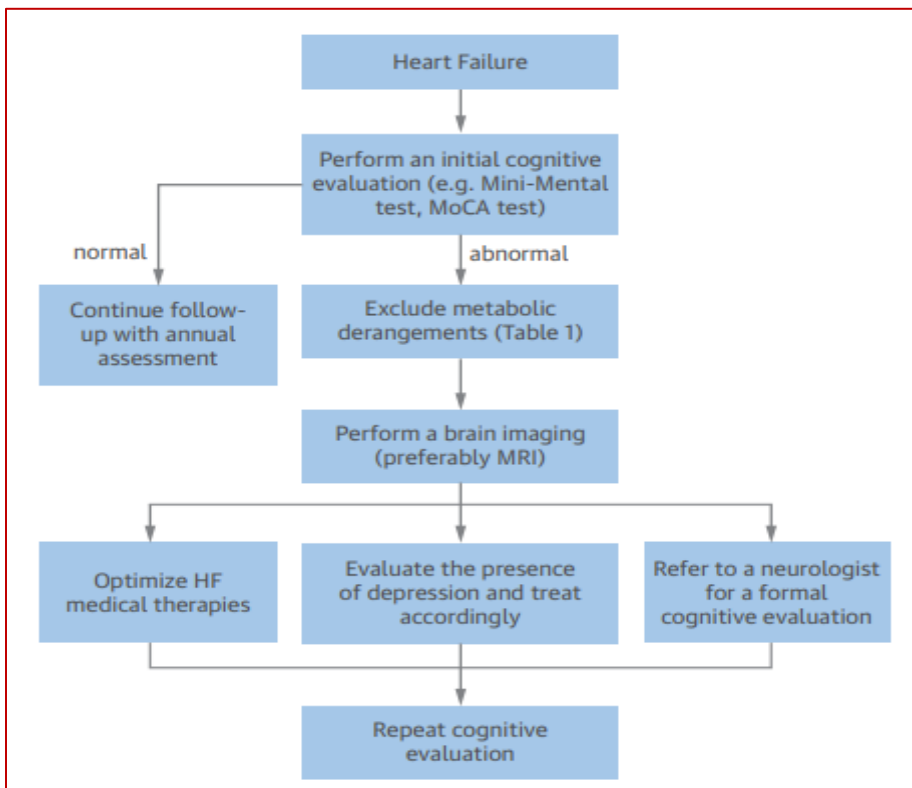 Heart Failure
Perform an initial cognitive
evaluation (e.g. Mini-Mental
test, MoCA test)
normal
abnormal
Continue follow-
up with annual
assessment
Exclude metabolic
derangements (Table 1)
Perform a brain imaging
(preferably MRI)
Optimize HF
medical therapies
Evaluate the presence
of depression and treat
accordingly
Refer to a neurologist
for a formal
cognitive evaluation
Repeat cognitive
evaluation